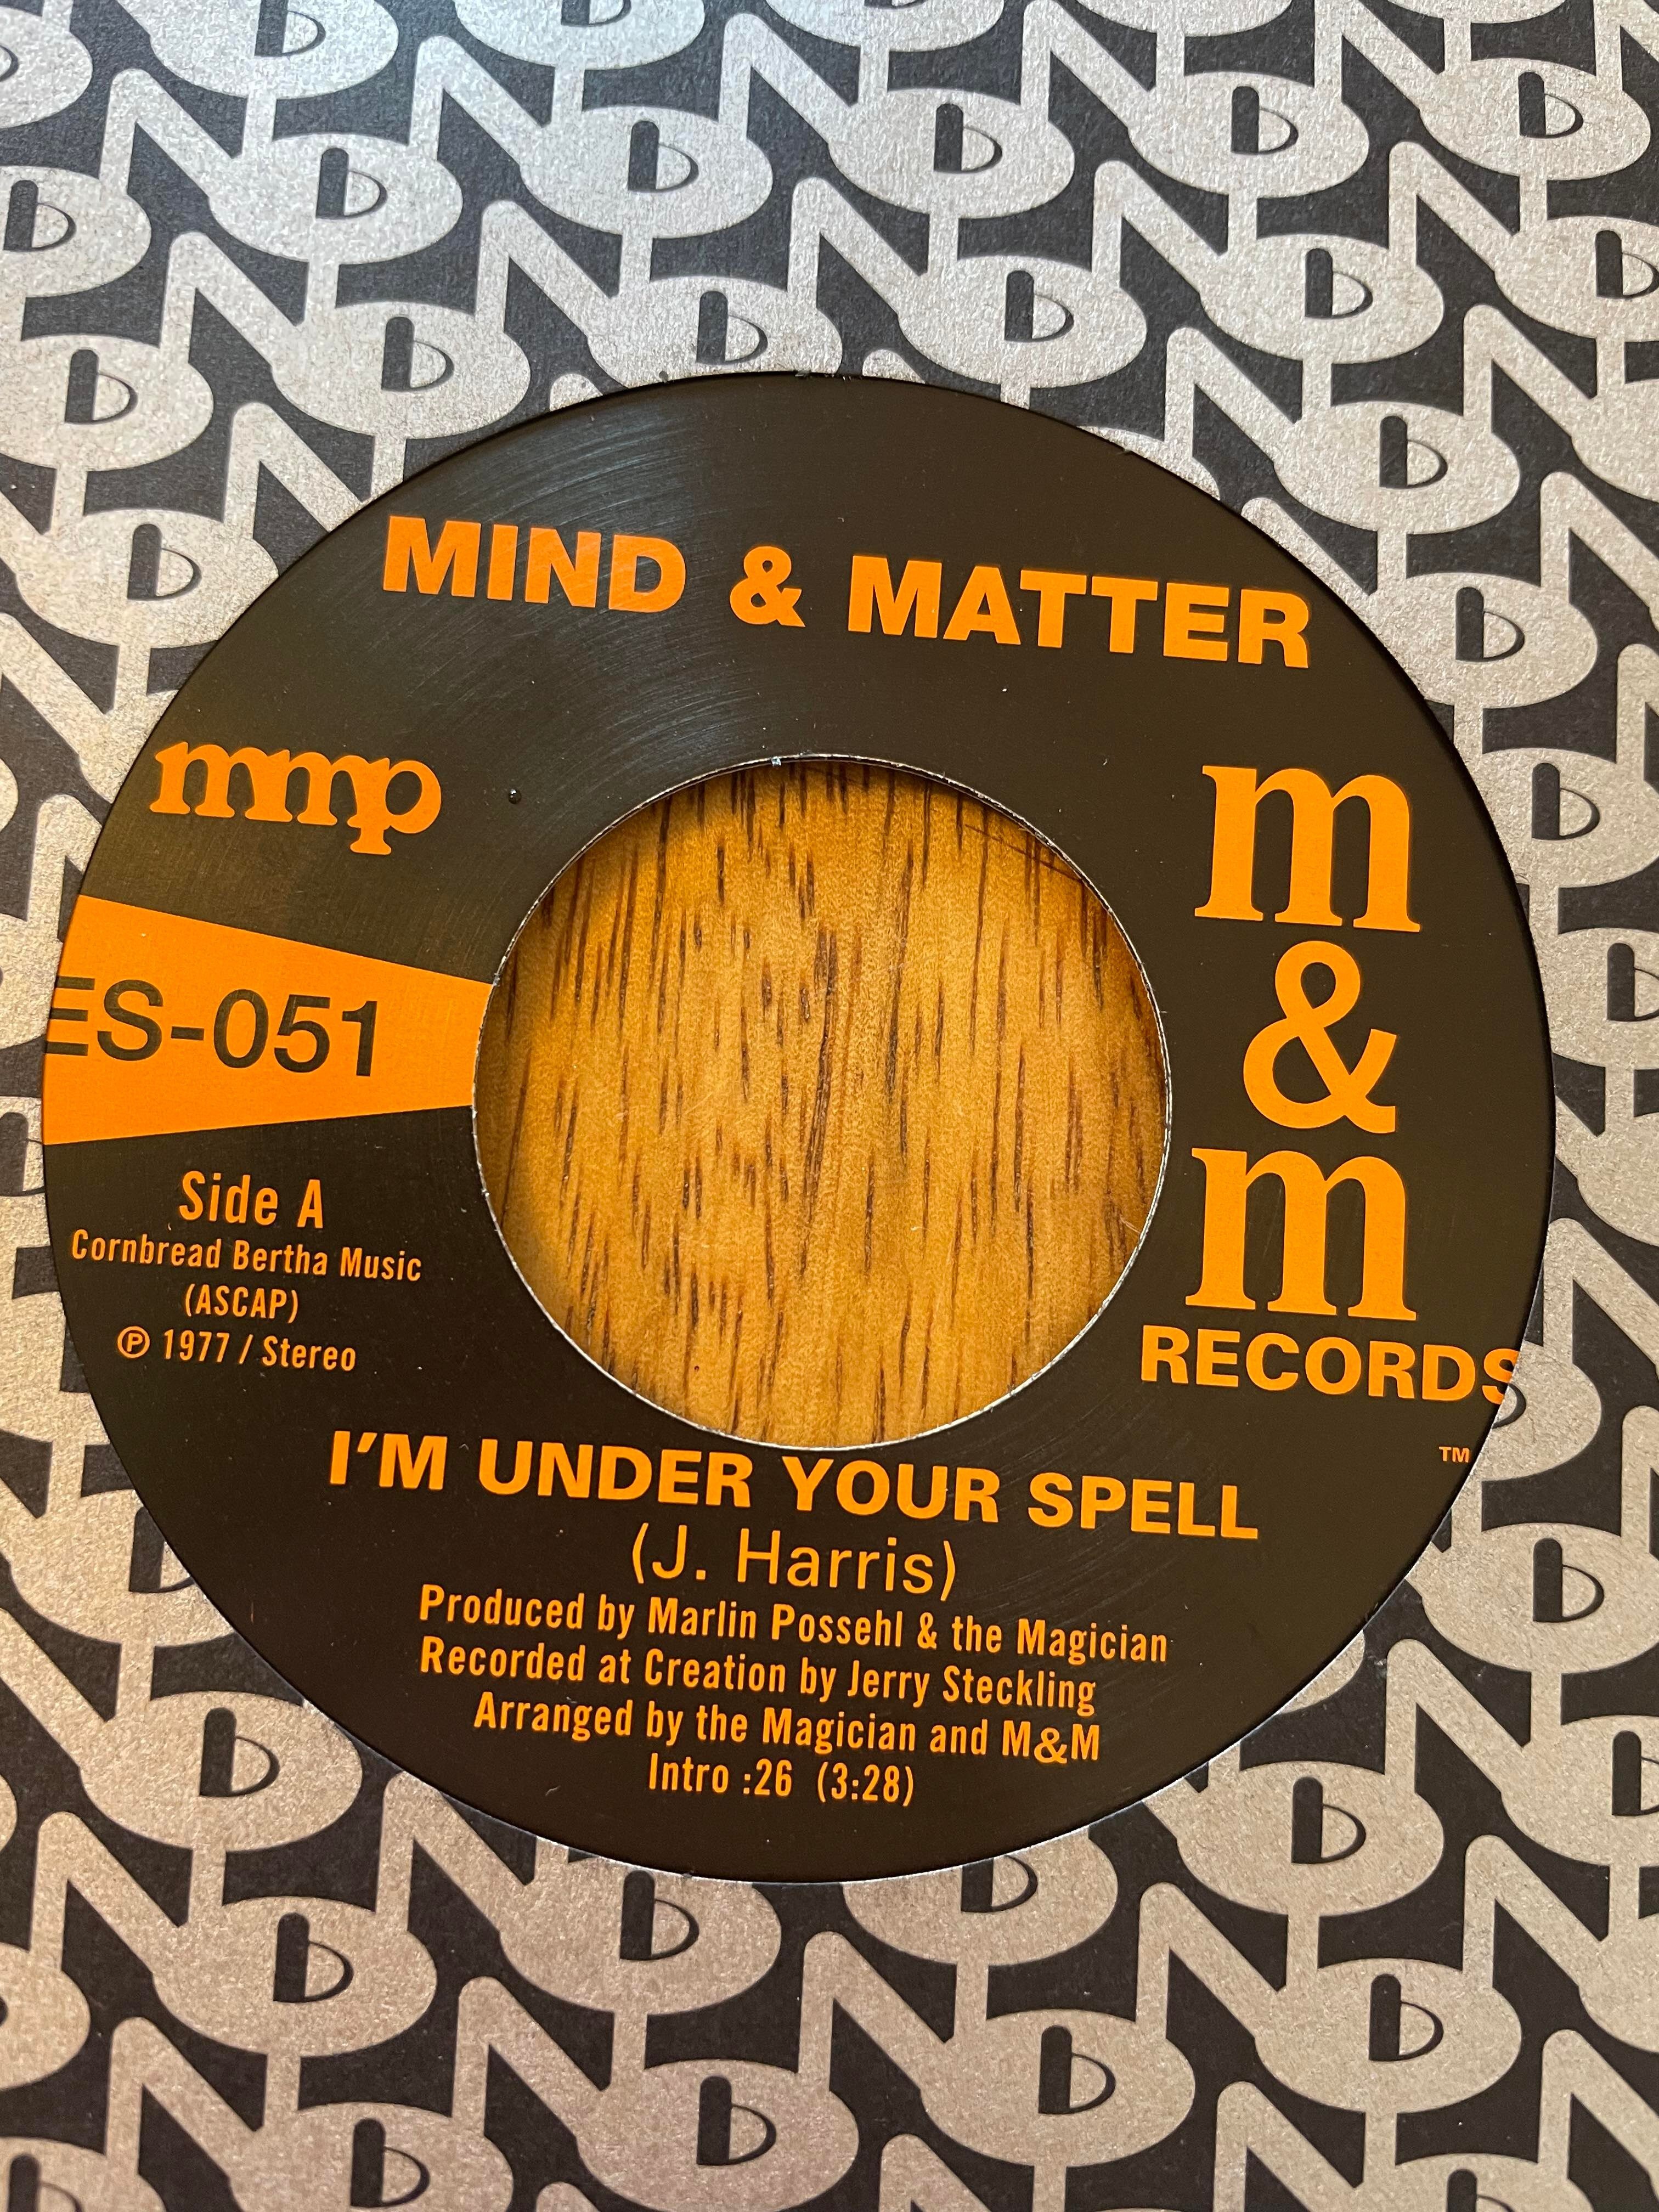 MIND & MATTER
mmp
m
&
m
RECORDS
TM
ES-051
Side A
Cornbread Bertha Music
(ASCAP)
℗ 1977 / Stereo
I'M UNDER YOUR SPELL
(J. Harris)
Produced by Marlin Possehl & the Magician
Recorded at Creation by Jerry Steckling
Arranged by the Magician and M&M
Intro :26 (3:28)